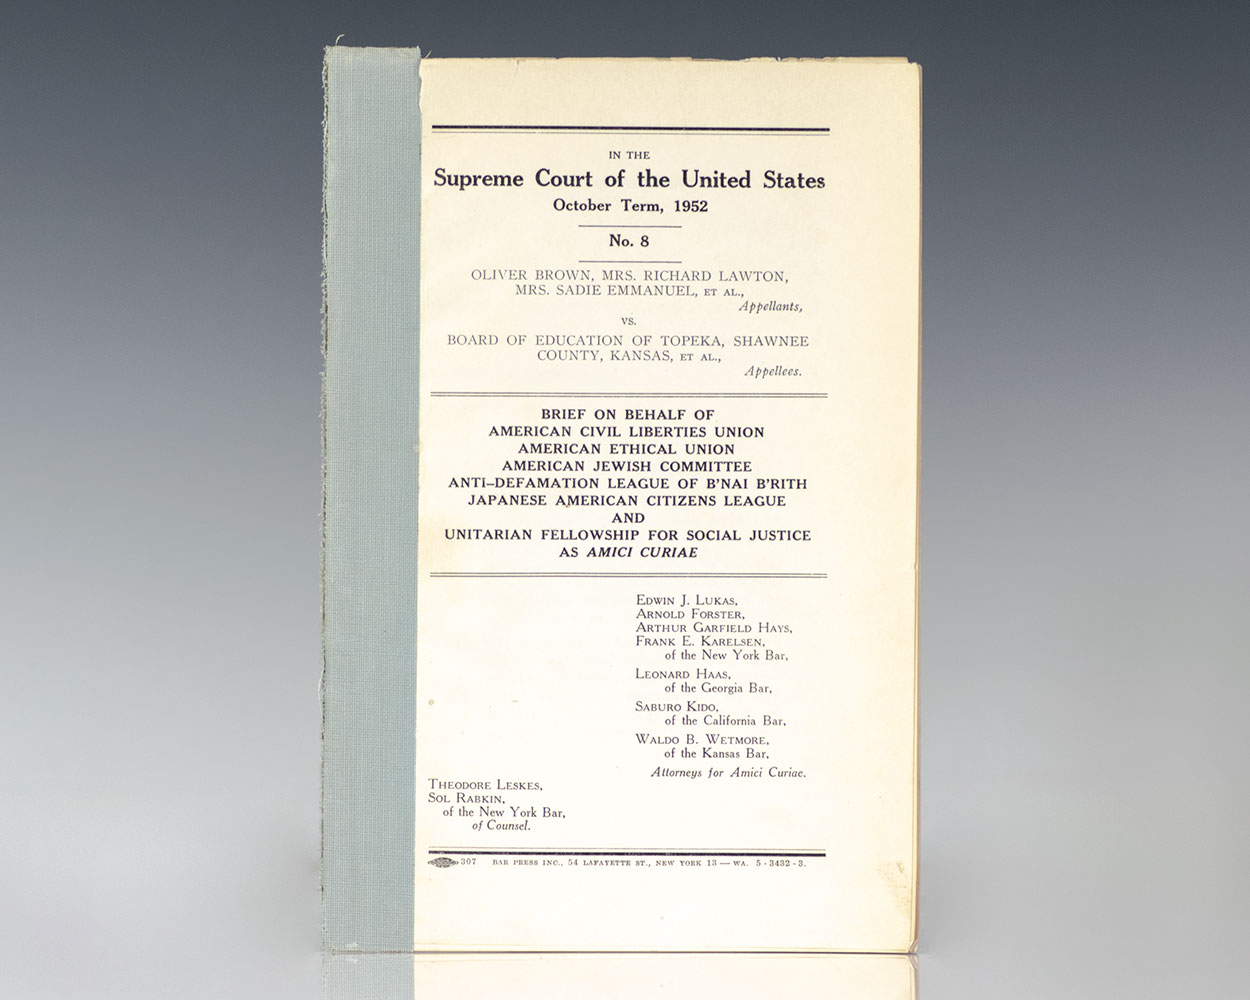 IN THE
Supreme Court of the United States
October Term, 1952
No. 8
OLIVER BROWN, MRS. RICHARD LAWTON,
MRS. SADIE EMMANUEL, ET AL.,
Appellants,
vs.
BOARD OF EDUCATION OF TOPEKA, SHAWNEE
COUNTY, KANSAS, ET AL.,
Appellees.
BRIEF ON BEHALF OF
AMERICAN CIVIL LIBERTIES UNION
AMERICAN ETHICAL UNION
AMERICAN JEWISH COMMITTEE
ANTI–DEFAMATION LEAGUE OF B'NAI B'RITH
JAPANESE AMERICAN CITIZENS LEAGUE
AND
UNITARIAN FELLOWSHIP FOR SOCIAL JUSTICE
AS AMICI CURIAE
EDWIN J. LUKAS,
ARNOLD FORSTER,
ARTHUR GARFIELD HAYS,
FRANK E. KARELSEN,
of the New York Bar,
LEONARD HAAS,
of the Georgia Bar,
SABURO KIDO,
of the California Bar,
WALDO B. WETMORE,
of the Kansas Bar,
Attorneys for Amici Curiae.
THEODORE LESKES,
SOL RABKIN,
of the New York Bar,
of Counsel.
307 BAR PRESS INC., 54 LAFAYETTE ST., NEW YORK 13 — WA. 5 - 3432 - 3.